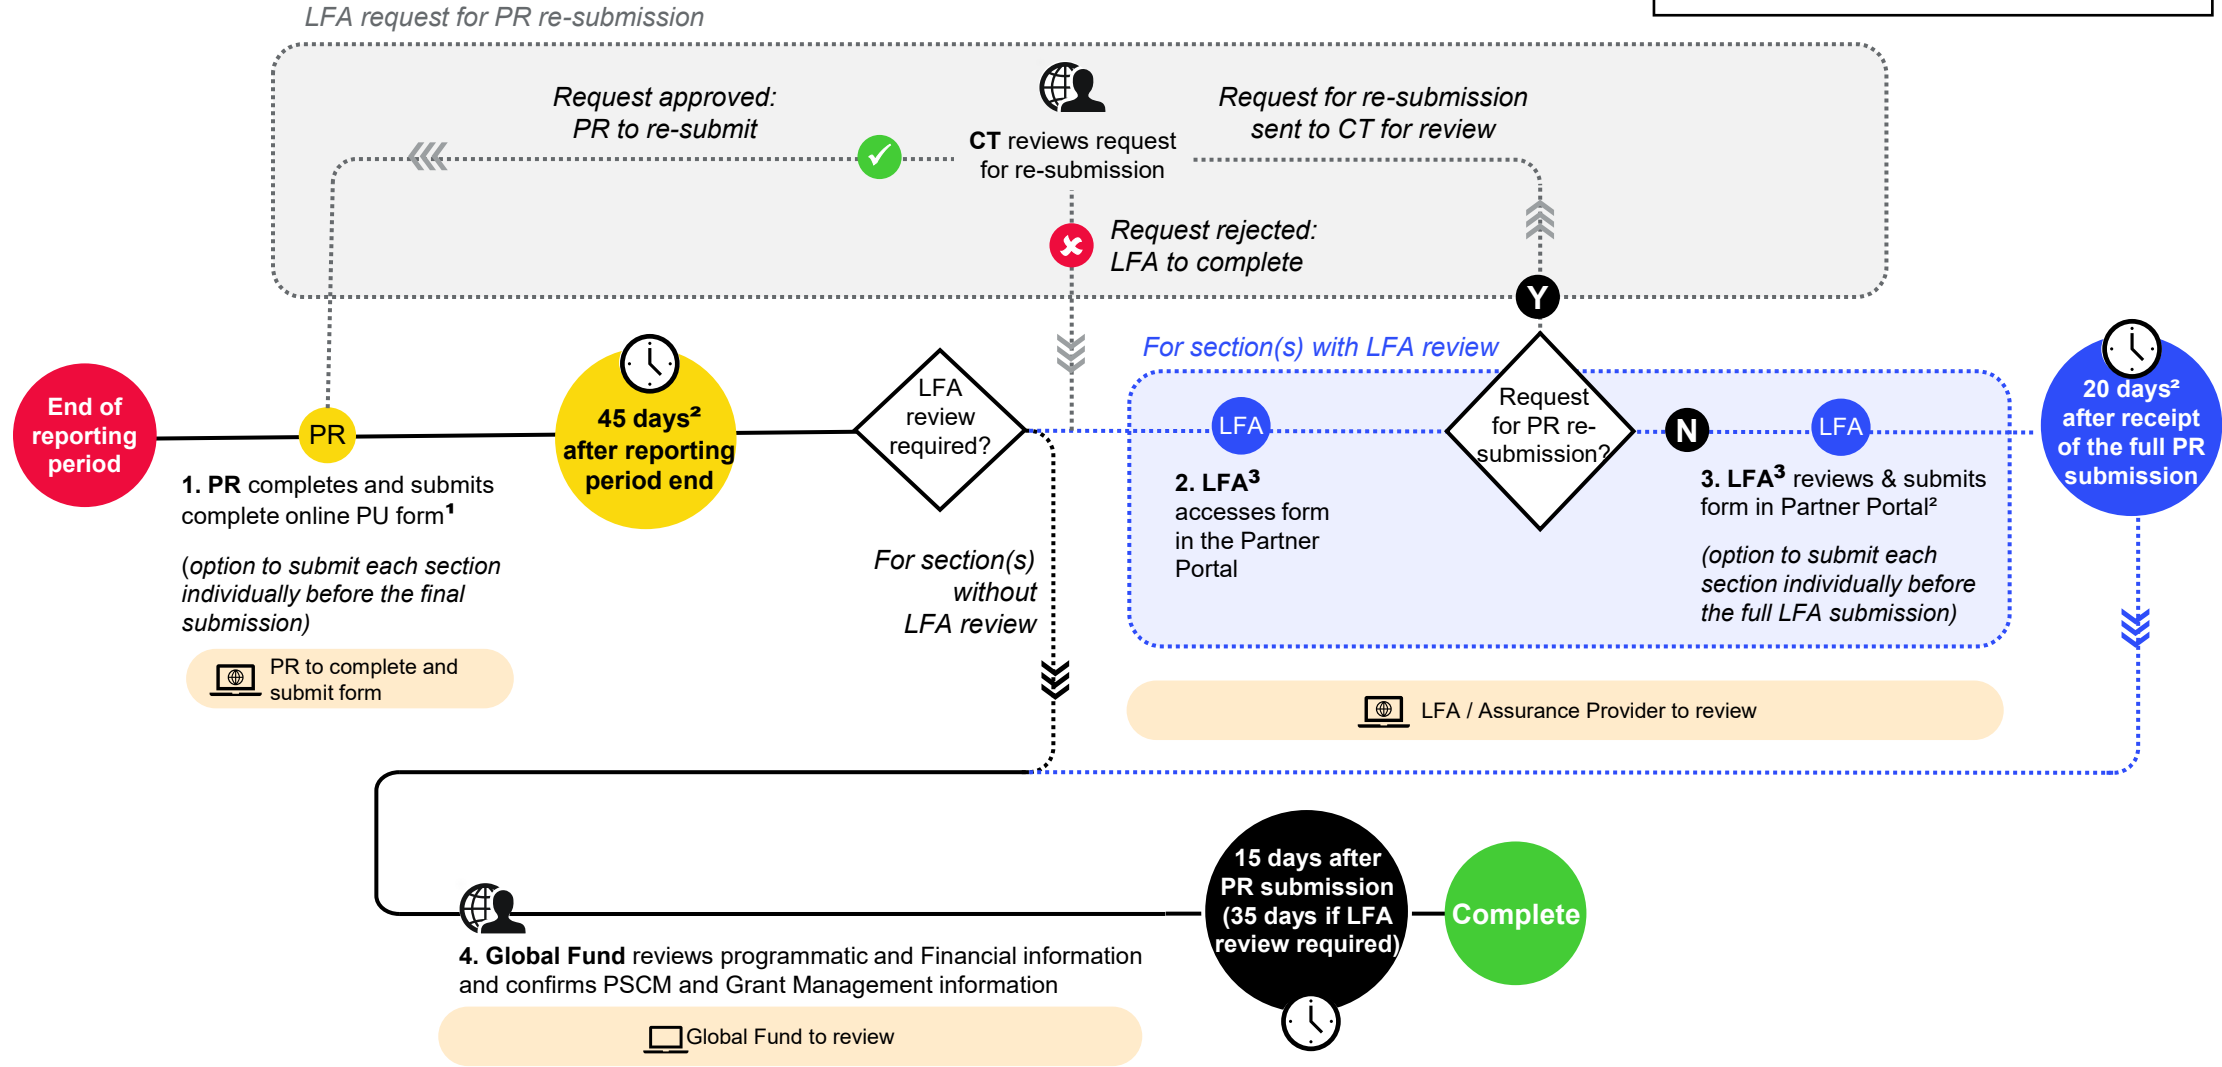 LFA request for PR re-submission
Request approved:
PR to re-submit
CT reviews request
for re-submission
Request for re-submission
sent to CT for review
Request rejected:
LFA to complete
Y
For section(s) with LFA review
End of
reporting
period
PR
45 days²
after reporting
period end
LFA
review
required?
LFA
Request
for PR re-
submission?
N
LFA
20 days²
after receipt
of the full PR
submission
1. PR completes and submits
complete online PU form¹
(option to submit each section
individually before the final
submission)
PR to complete and
submit form
For section(s)
without
LFA review
2. LFA³
accesses form
in the Partner
Portal
3. LFA³ reviews & submits
form in Partner Portal²
(option to submit each
section individually before
the full LFA submission)
LFA / Assurance Provider to review
4. Global Fund reviews programmatic and Financial information
and confirms PSCM and Grant Management information
Global Fund to review
15 days after
PR submission
(35 days if LFA
review required)
Complete